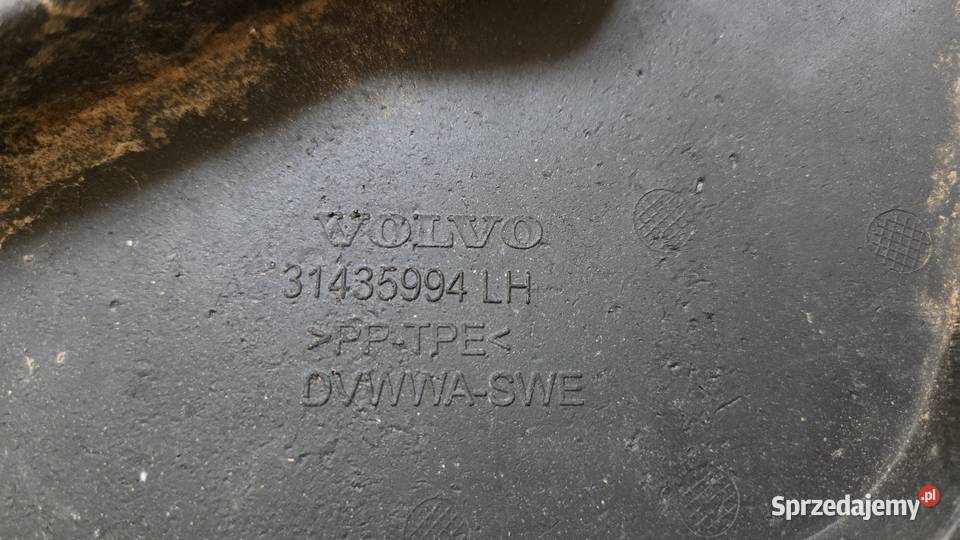 VOLVO
31435994 LH
>PP-TPE<
DVWWA-SWE
Sprzedajemy.pl